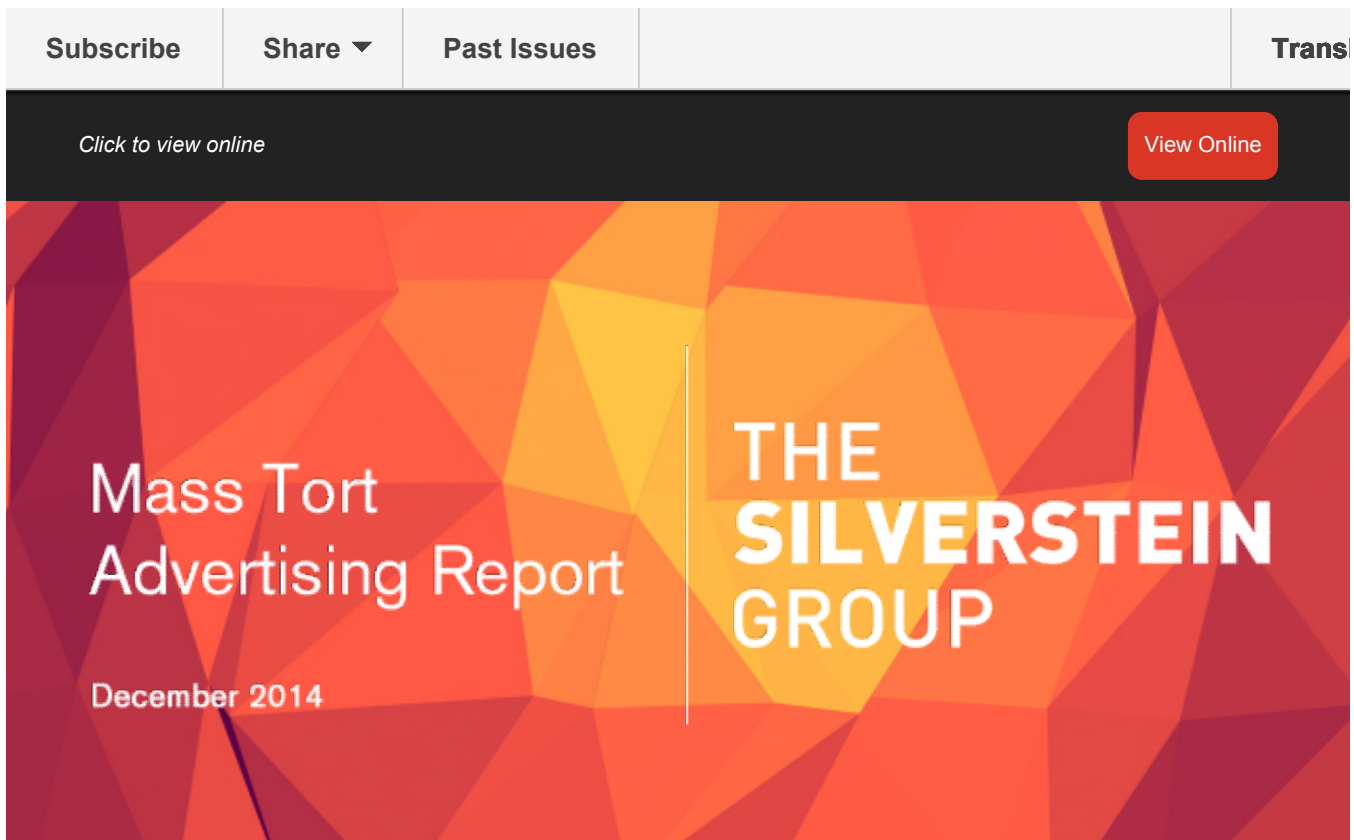 Subscribe
Share
Past Issues
Transl
Click to view online
View Online
Mass Tort
Advertising Report
December 2014
THE
SILVERSTEIN
GROUP